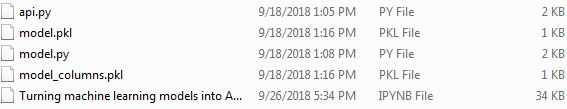 api.py 9/18/2018 1:05 PM PY File 2 KB
model.pkl 9/18/2018 1:16 PM PKL File 1 KB
model.py 9/18/2018 1:08 PM PY File 2 KB
model_columns.pkl 9/18/2018 1:16 PM PKL File 1 KB
Turning machine learning models into A... 9/26/2018 5:34 PM IPYNB File 34 KB